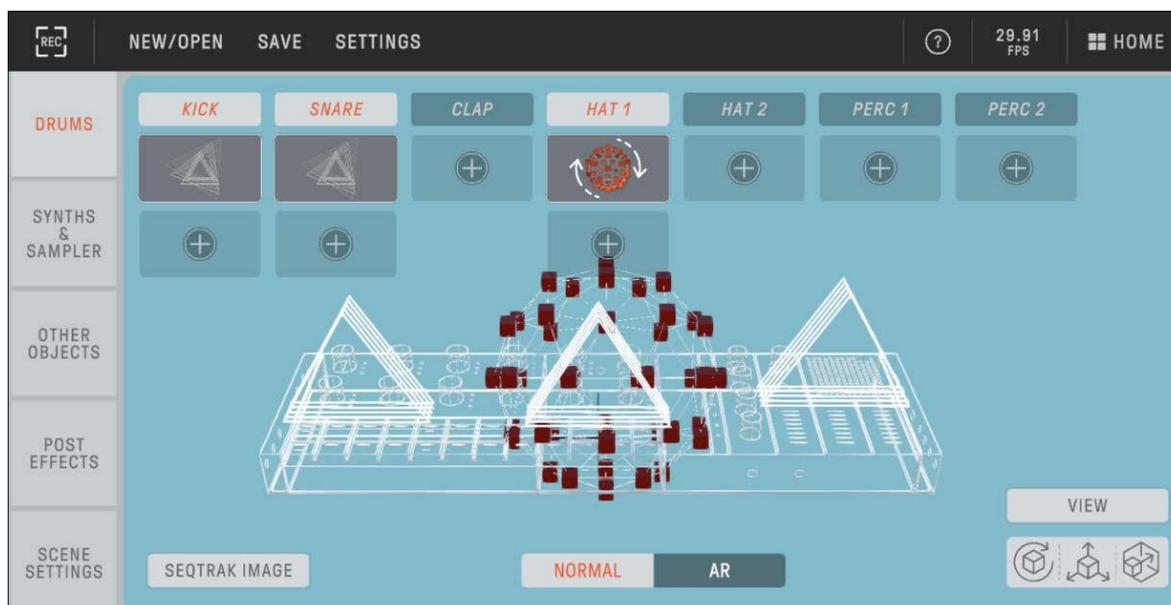 REC
NEW/OPEN SAVE SETTINGS
?
29.91
FPS
HOME
DRUMS
SYNTHS
&
SAMPLER
OTHER
OBJECTS
POST
EFFECTS
SCENE
SETTINGS
KICK SNARE CLAP HAT 1 HAT 2 PERC 1 PERC 2
VIEW
SEQTRAK IMAGE
NORMAL AR